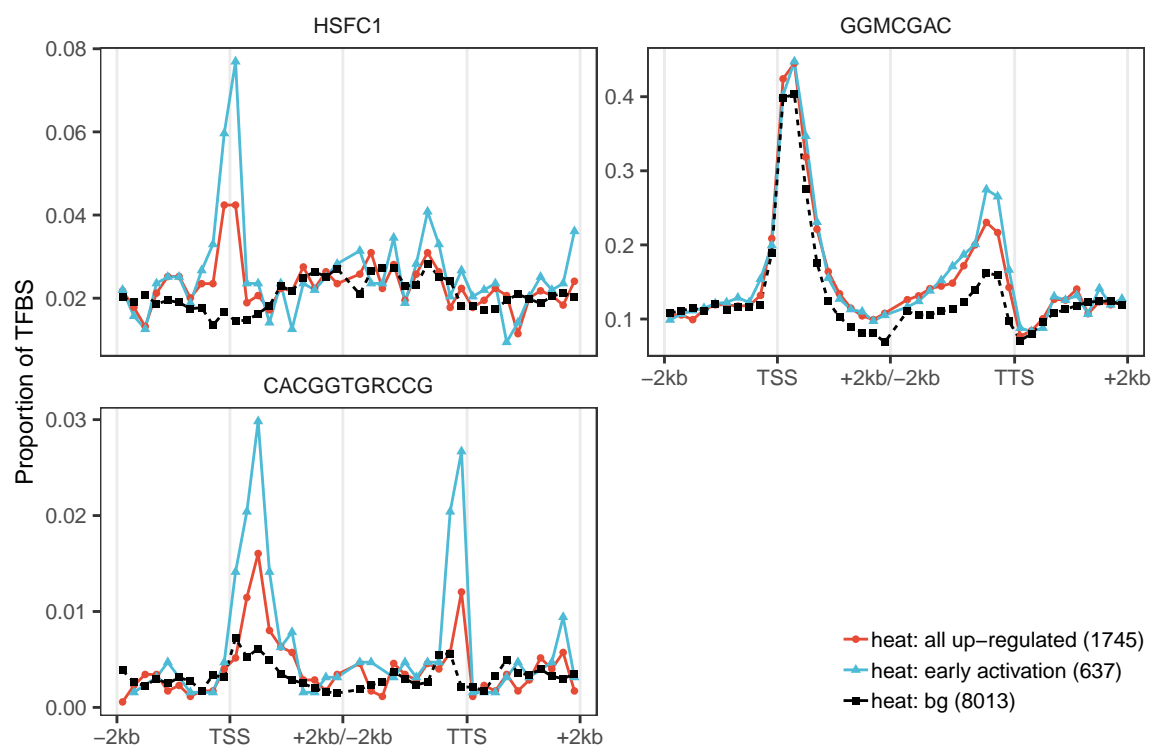 HSFC1
GGMCGAC
0.08
0.06
0.04
0.02
0.4
0.3
0.2
0.1
−2kb TSS +2kb/−2kb TTS +2kb
CACGGTGRCCG
Proportion of TFBS
0.03
0.02
0.01
0.00
−2kb TSS +2kb/−2kb TTS +2kb
heat: all up−regulated (1745)
heat: early activation (637)
heat: bg (8013)